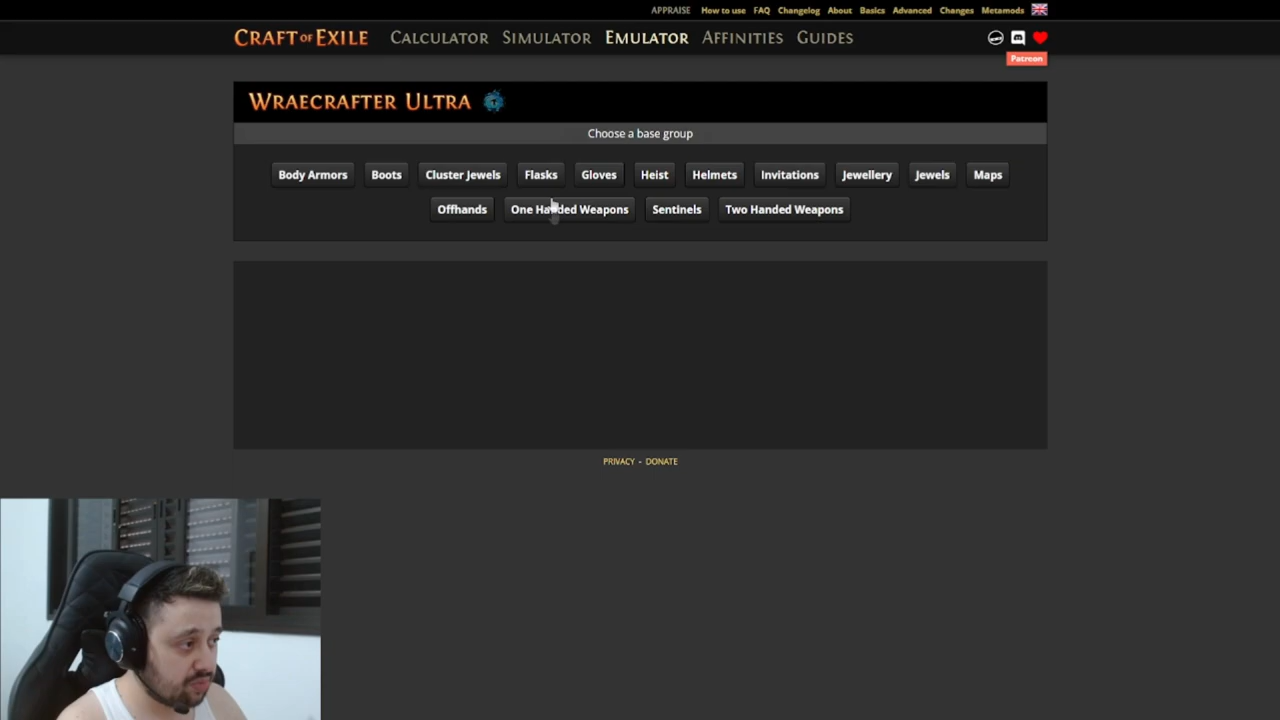 APPRAISE How to use FAQ Changelog About Basics Advanced Changes Metamods
CRAFT OF EXILE CALCULATOR SIMULATOR EMULATOR AFFINITIES GUIDES
Patreon
WRAECRAFTER ULTRA
Choose a base group
Body Armors Boots Cluster Jewels Flasks Gloves Heist Helmets Invitations Jewellery Jewels Maps
Offhands One Handed Weapons Sentinels Two Handed Weapons
PRIVACY - DONATE